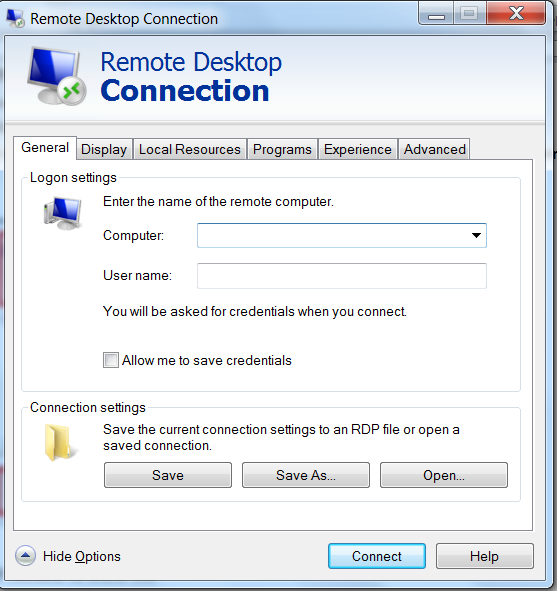 Remote Desktop Connection
Remote Desktop
Connection
General Display Local Resources Programs Experience Advanced
Logon settings
Enter the name of the remote computer.
Computer:
User name:
You will be asked for credentials when you connect.
Allow me to save credentials
Connection settings
Save the current connection settings to an RDP file or open a
saved connection.
Save Save As... Open...
Hide Options Connect Help